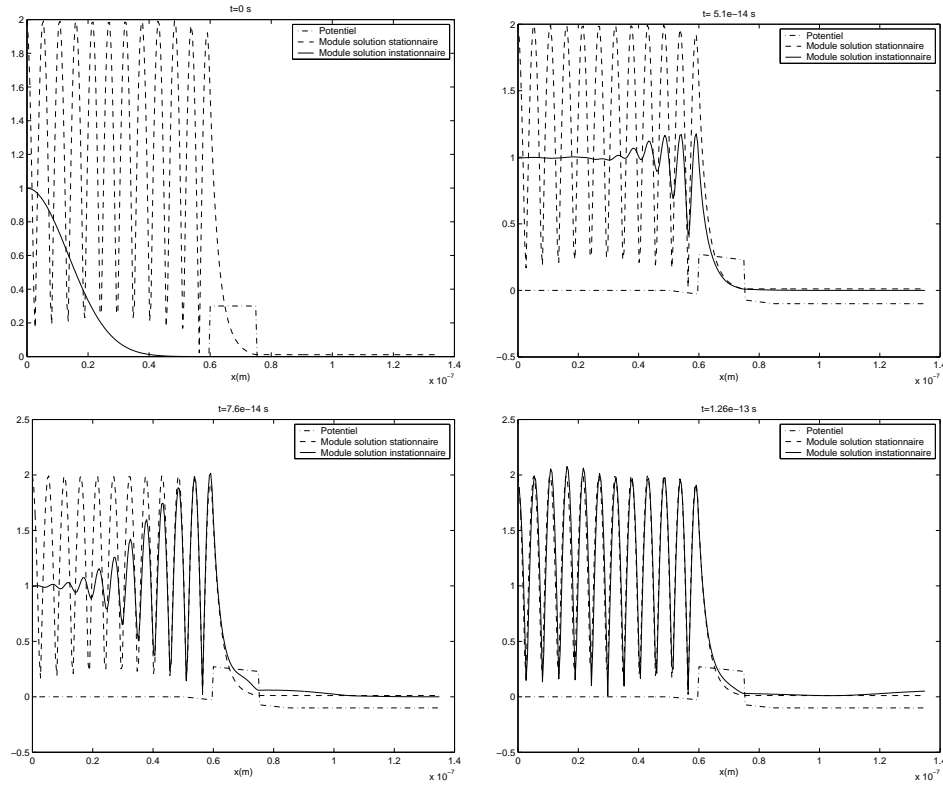 t=0 s
Potentiel
Module solution stationnaire
Module solution instationnaire
2
1.8
1.6
1.4
1.2
1
0.8
0.6
0.4
0.2
0
0 0.2 0.4 0.6 0.8 1 1.2 1.4
x(m)
x 10⁻⁷
t= 5.1e−14 s
Potentiel
Module solution stationnaire
Module solution instationnaire
2
1.5
1
0.5
0
−0.5
0 0.2 0.4 0.6 0.8 1 1.2 1.4
x(m)
x 10⁻⁷
t=7.6e−14 s
Potentiel
Module solution stationnaire
Module solution instationnaire
2.5
2
1.5
1
0.5
0
−0.5
0 0.2 0.4 0.6 0.8 1 1.2 1.4
x(m)
x 10⁻⁷
t=1.26e−13 s
Potentiel
Module solution stationnaire
Module solution instationnaire
2.5
2
1.5
1
0.5
0
−0.5
0 0.2 0.4 0.6 0.8 1 1.2 1.4
x(m)
x 10⁻⁷